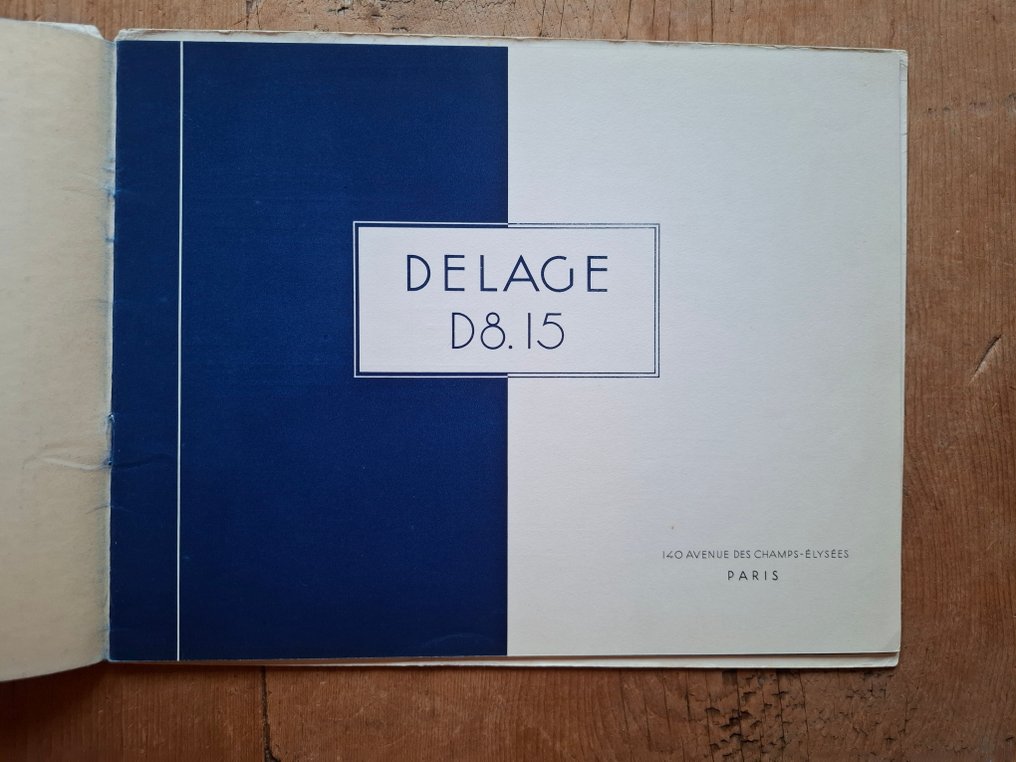 DELAGE
D8.15
140 AVENUE DES CHAMPS-ÉLYSÉES
PARIS